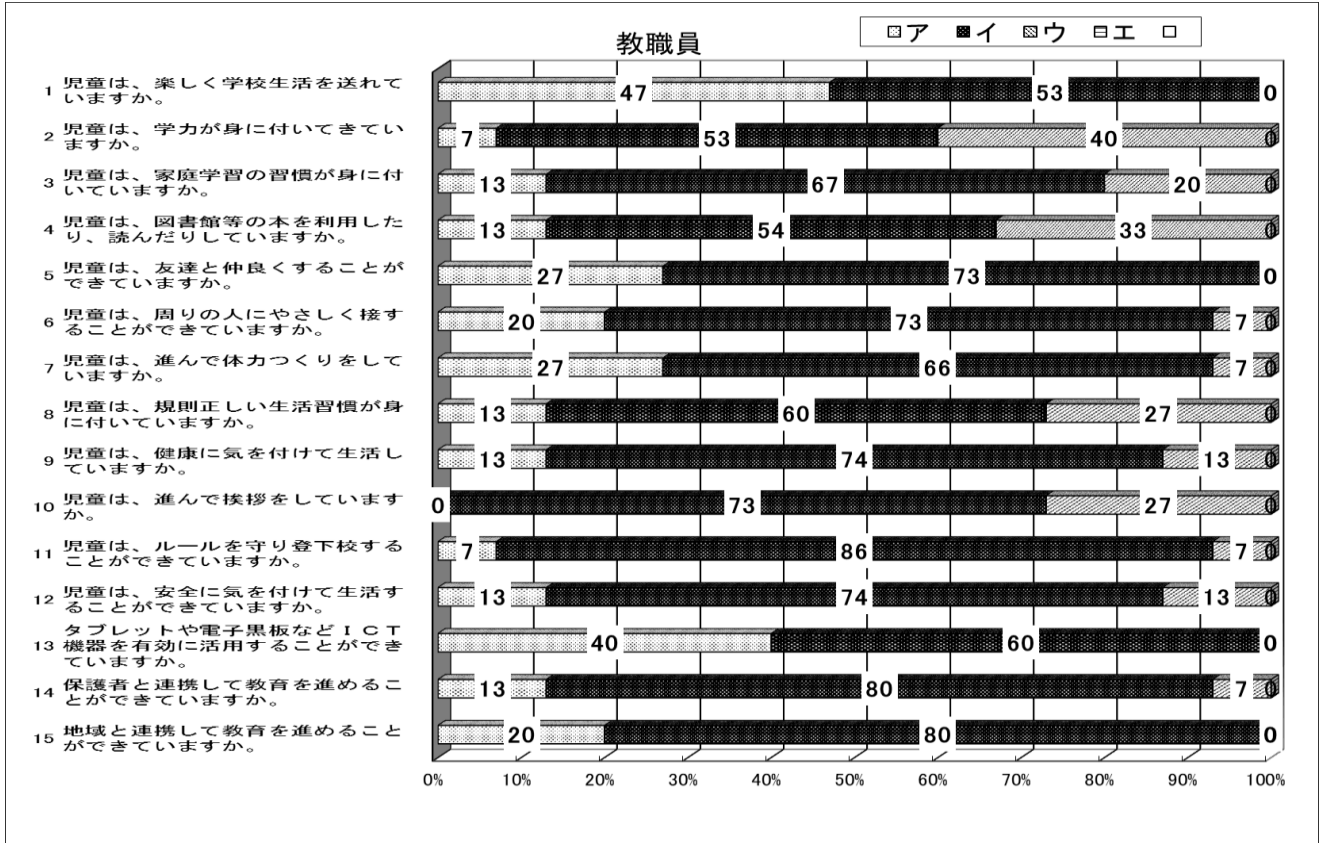 ア イ ウ エ
教職員
1 児童は、楽しく学校生活を送れて
いますか。
47 53 0
2 児童は、学力が身に付いてきてい
ますか。
7 53 40 0
3 児童は、家庭学習の習慣が身に付
いていますか。
13 67 20 0
4 児童は、図書館等の本を利用した
り、読んだりしていますか。
13 54 33 0
5 児童は、友達と仲良くすることが
できていますか。
27 73 0
6 児童は、周りの人にやさしく接す
ることができていますか。
20 73 7 0
7 児童は、進んで体力つくりをして
いますか。
27 66 7 0
8 児童は、規則正しい生活習慣が身
に付いていますか。
13 60 27 0
9 児童は、健康に気を付けて生活し
ていますか。
13 74 13 0
10 児童は、進んで挨拶をしています
か。
0 73 27 0
11 児童は、ルールを守り登下校する
ことができていますか。
7 86 7 0
12 児童は、安全に気を付けて生活す
ることができていますか。
13 74 13 0
タブレットや電子黒板などＩＣＴ
13 機器を有効に活用することができ
ていますか。
40 60 0
14 保護者と連携して教育を進めるこ
とができていますか。
13 80 7 0
15 地域と連携して教育を進めること
ができていますか。
20 80 0
0% 10% 20% 30% 40% 50% 60% 70% 80% 90% 100%